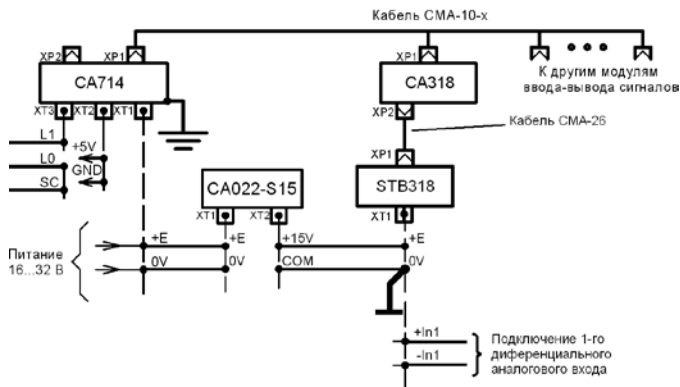 Кабель СМА-10-х
XP2
XP1
CA714
XT3
XT2
XT1
XP1
CA318
XP2
К другим модулям
ввода-вывода сигналов
Кабель СМА-26
L1
+5V
L0
GND
SC
CA022-S15
XT1
XT2
XP1
STB318
XT1
Питание
16...32 В
+E
+E
+15V
+E
0V
0V
COM
0V
+In1
-In1
Подключение 1-го
диференциального
аналогового входа